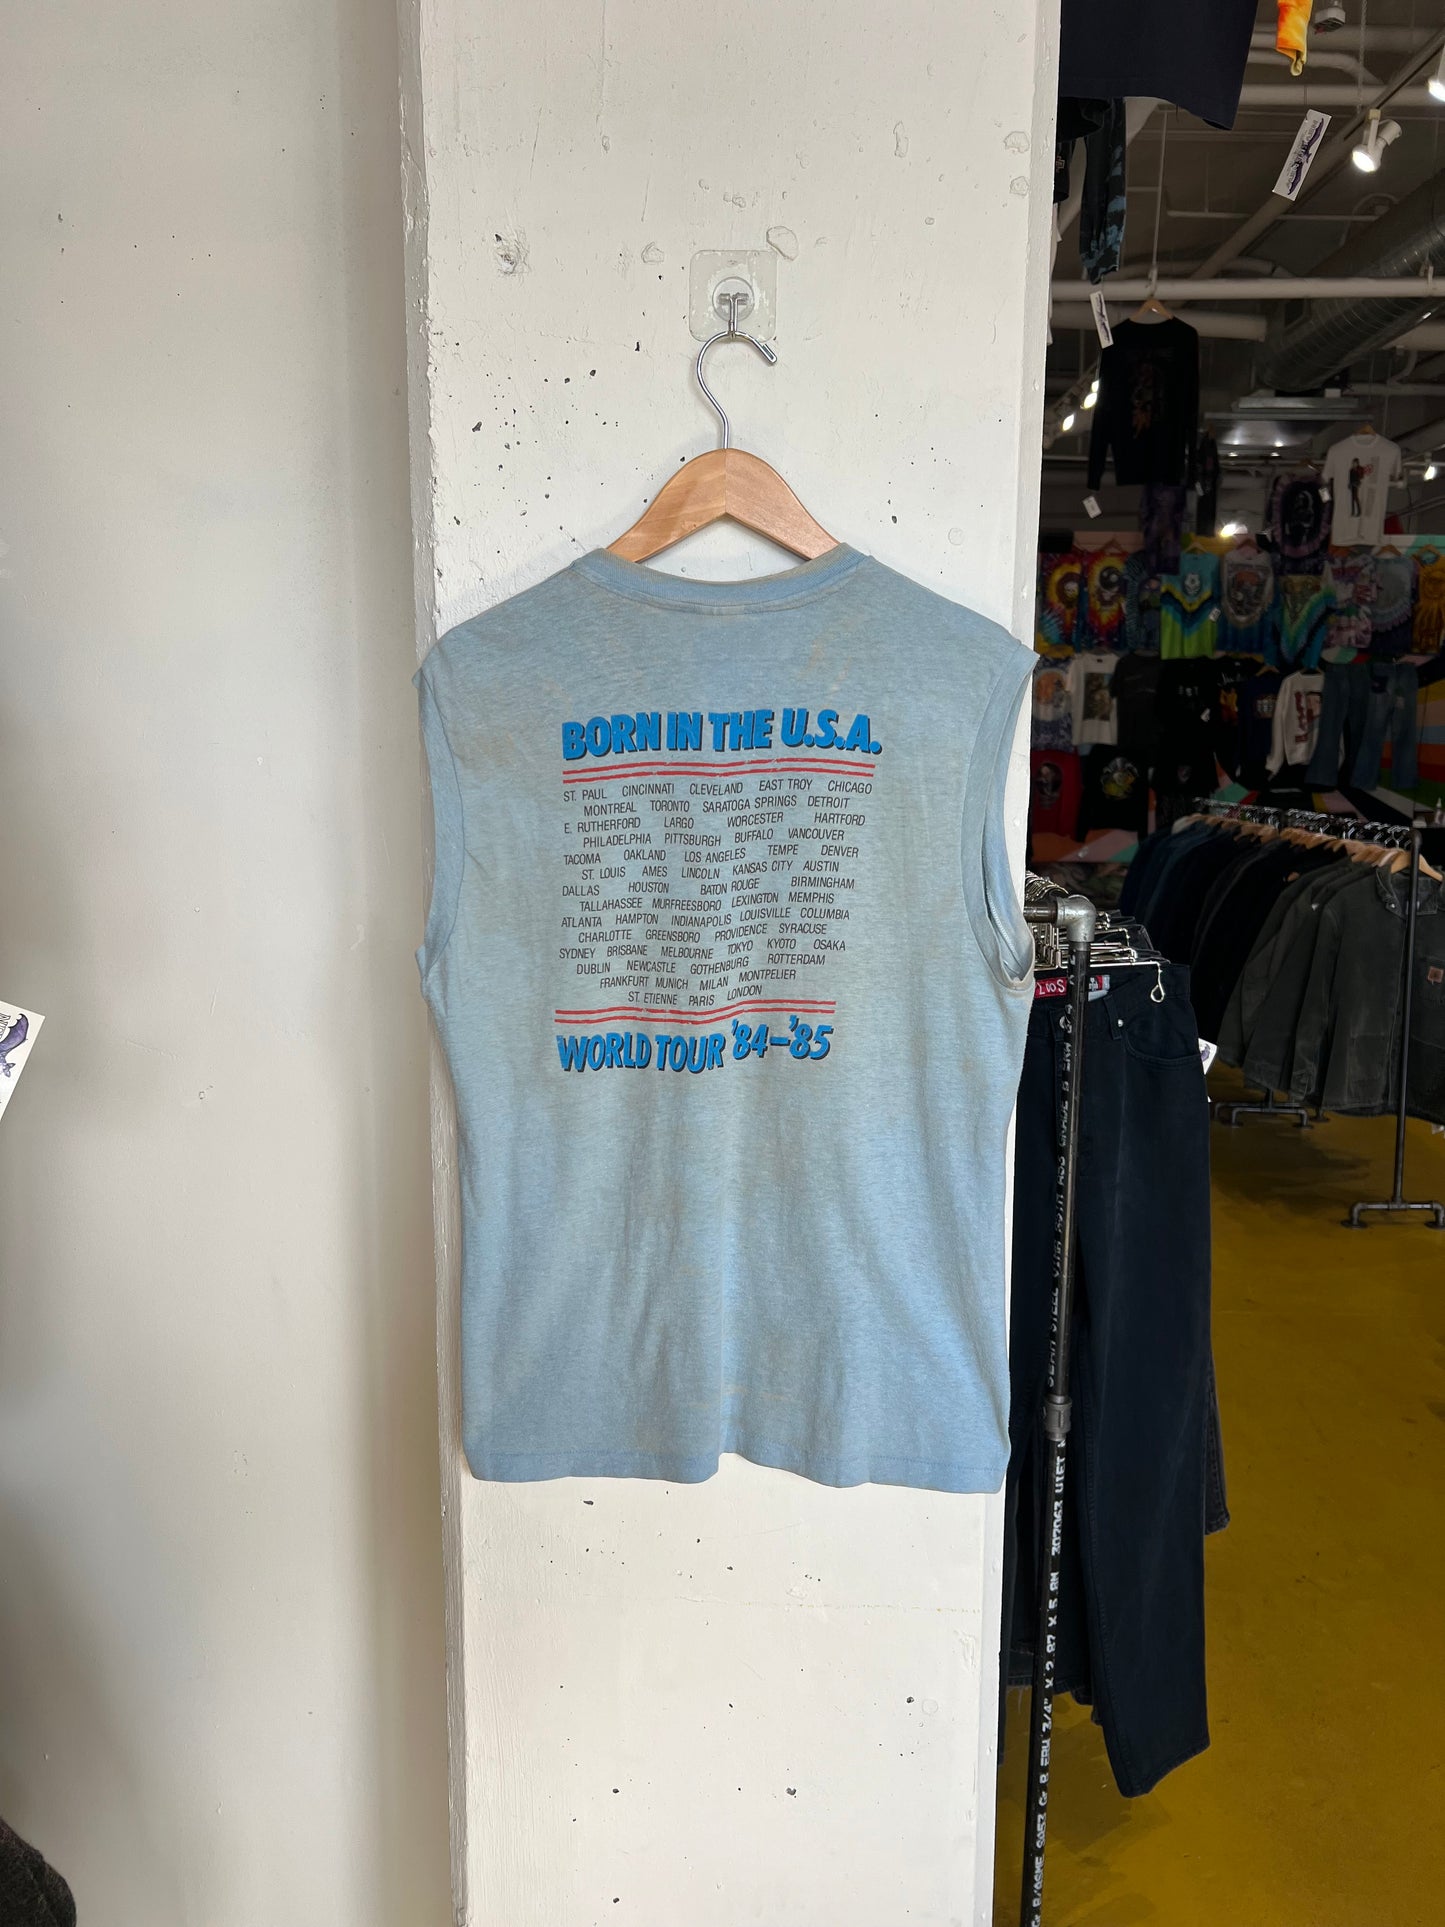 BORN IN THE U.S.A.
ST. PAUL CINCINNATI CLEVELAND EAST TROY CHICAGO
MONTREAL TORONTO SARATOGA SPRINGS DETROIT
E. RUTHERFORD LARGO WORCESTER HARTFORD
PHILADELPHIA PITTSBURGH BUFFALO VANCOUVER
TACOMA OAKLAND LOS ANGELES TEMPE DENVER
ST. LOUIS AMES LINCOLN KANSAS CITY AUSTIN
DALLAS HOUSTON BATON ROUGE BIRMINGHAM
TALLAHASSEE MURFREESBORO LEXINGTON MEMPHIS
ATLANTA HAMPTON INDIANAPOLIS LOUISVILLE COLUMBIA
CHARLOTTE GREENSBORO PROVIDENCE SYRACUSE
SYDNEY BRISBANE MELBOURNE TOKYO KYOTO OSAKA
DUBLIN NEWCASTLE GOTHENBURG ROTTERDAM
FRANKFURT MUNICH MILAN MONTPELIER
ST. ETIENNE PARIS LONDON
WORLD TOUR '84-'85